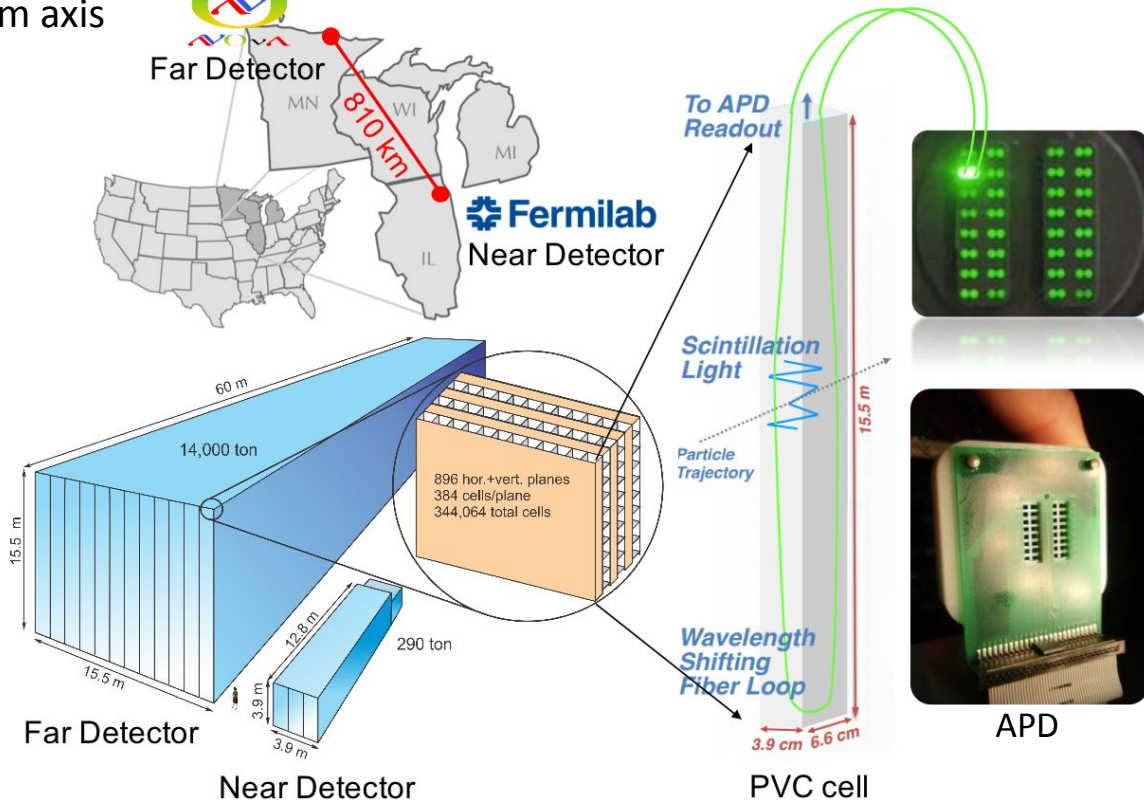 m axis
NOVA
Far Detector
MN
WI
MI
IL
810 km
Fermilab
Near Detector
60 m
14,000 ton
15.5 m
15.5 m
896 hor.+vert. planes
384 cells/plane
344,064 total cells
12.8 m
290 ton
3.9 m
3.9 m
Far Detector
Near Detector
To APD
Readout
Scintillation
Light
Particle
Trajectory
15.5 m
Wavelength
Shifting
Fiber Loop
3.9 cm
6.6 cm
PVC cell
APD